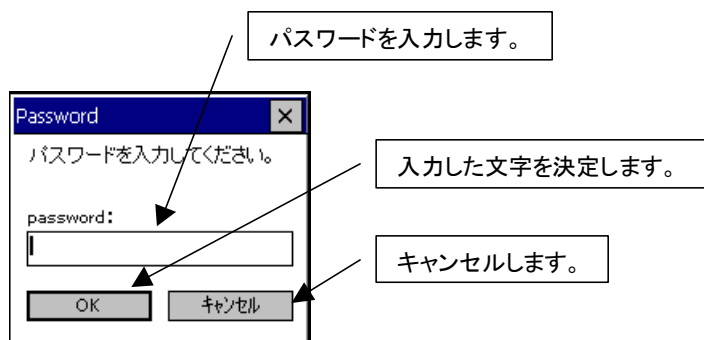 パスワードを入力します。
Password
パスワードを入力してください。
入力した文字を決定します。
password:
キャンセルします。
OK
ｷｬﾝｾﾙ